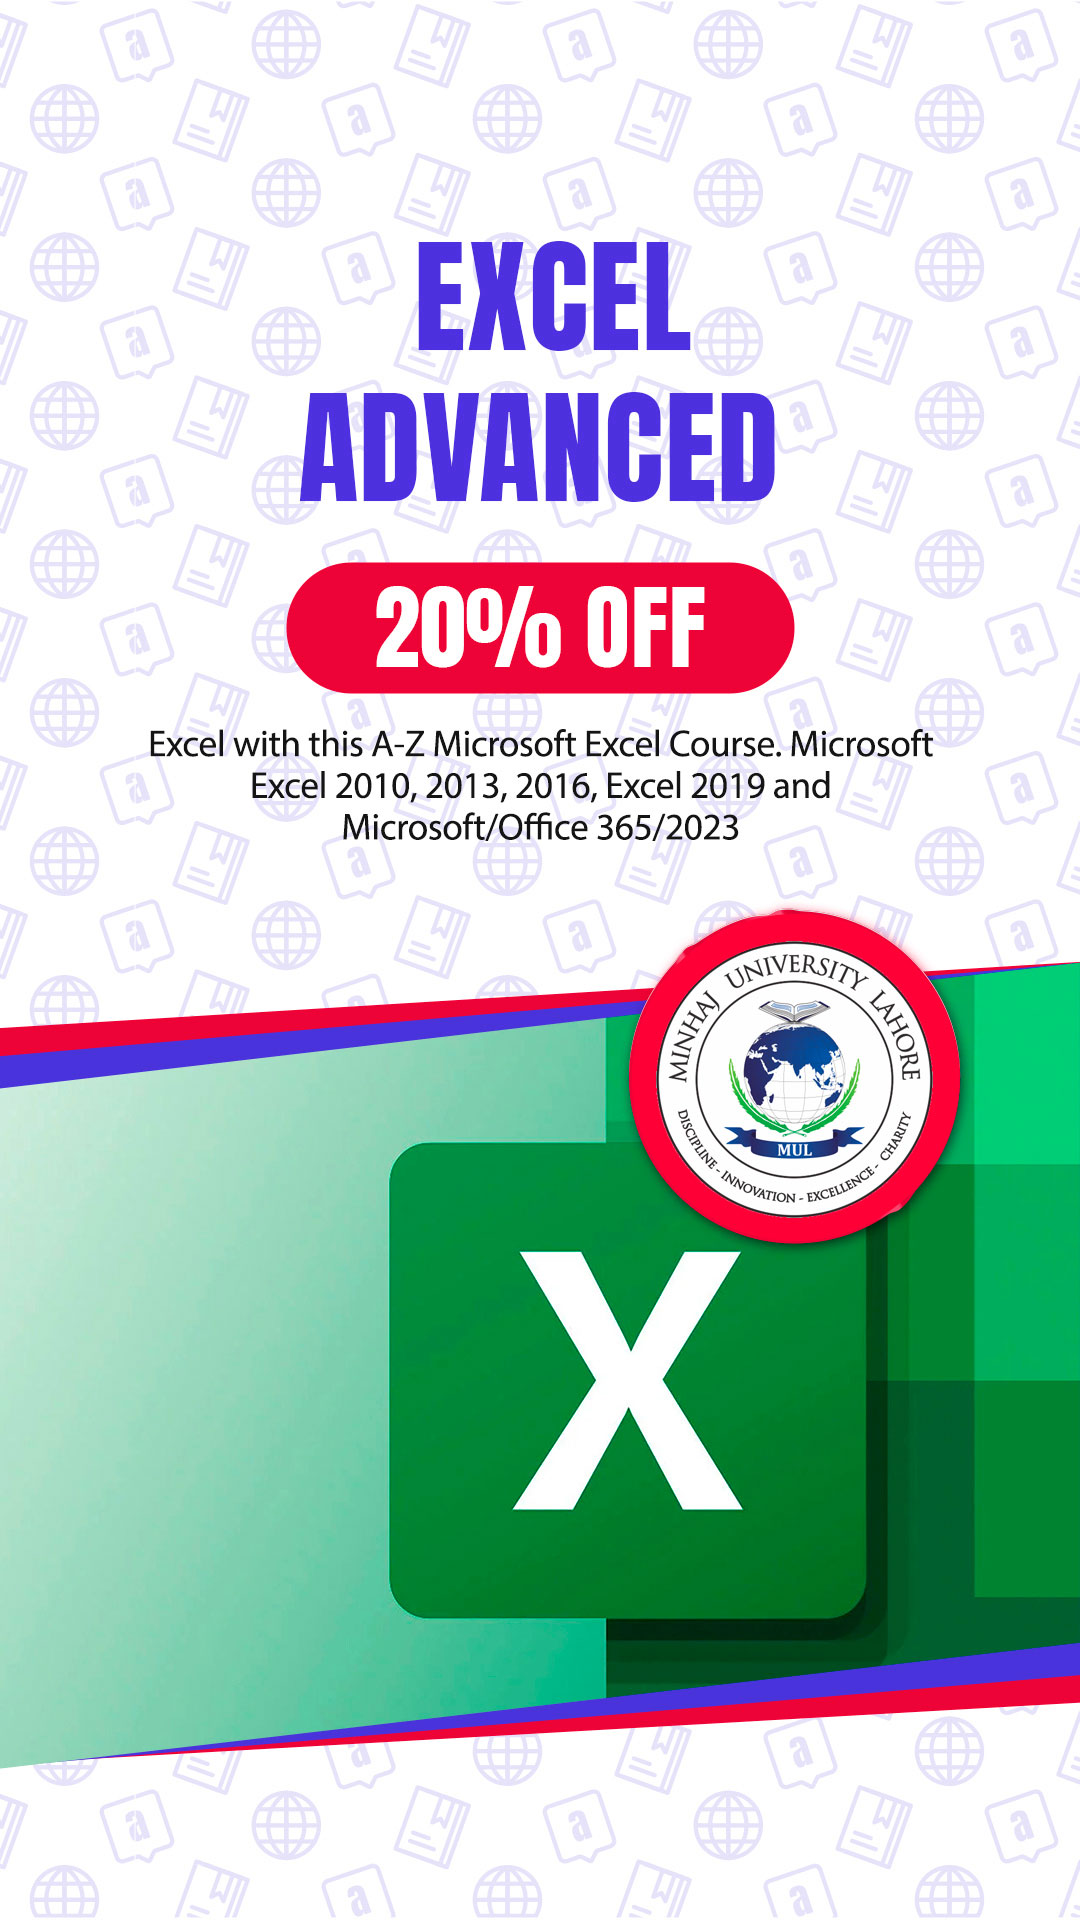 EXCEL
ADVANCED
20% OFF
Excel with this A-Z Microsoft Excel Course. Microsoft
Excel 2010, 2013, 2016, Excel 2019 and
Microsoft/Office 365/2023
MINHAJ UNIVERSITY LAHORE
MUL
DISCIPLINE - INNOVATION - EXCELLENCE - CHARITY
X